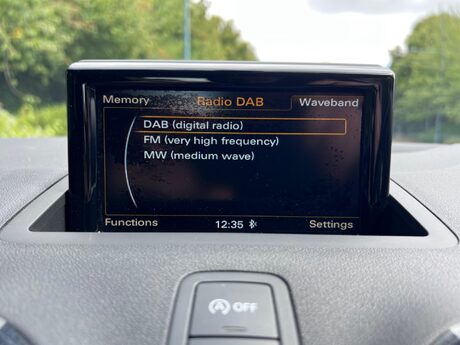 Memory Radio DAB Waveband
DAB (digital radio)
FM (very high frequency)
MW (medium wave)
Functions 12:35 Settings
OFF